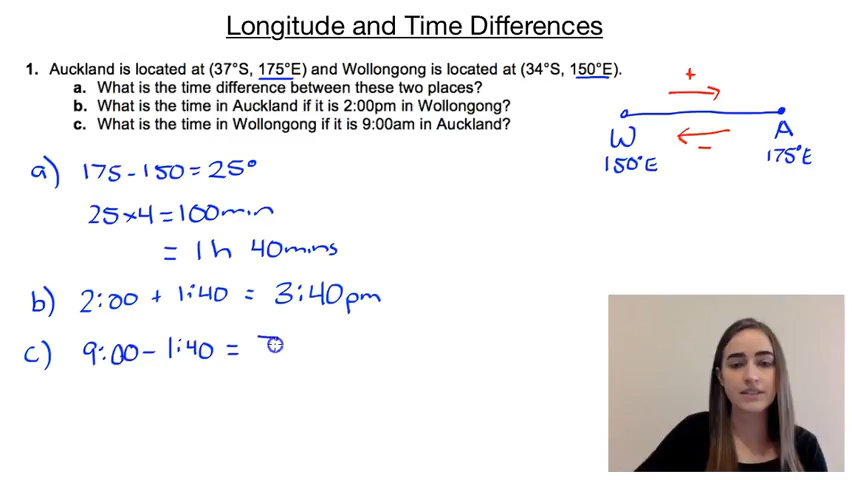 Longitude and Time Differences
1. Auckland is located at (37°S, 175°E) and Wollongong is located at (34°S, 150°E).
a. What is the time difference between these two places?
b. What is the time in Auckland if it is 2:00pm in Wollongong?
c. What is the time in Wollongong if it is 9:00am in Auckland?
+
W
A
−
150°E
175°E
a) 175 - 150 = 25°
25 × 4 = 100 min
= 1h 40mins
b) 2:00 + 1:40 = 3:40pm
c) 9:00 - 1:40 =